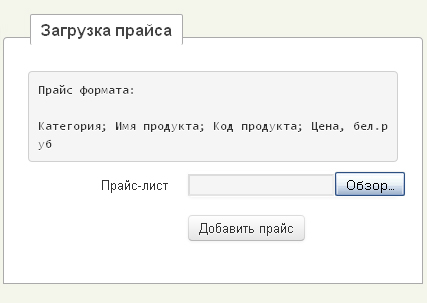 Загрузка прайса
Прайс формата:
Категория; Имя продукта; Код продукта; Цена, бел.р
уб
Прайс-лист
Обзор...
Добавить прайс